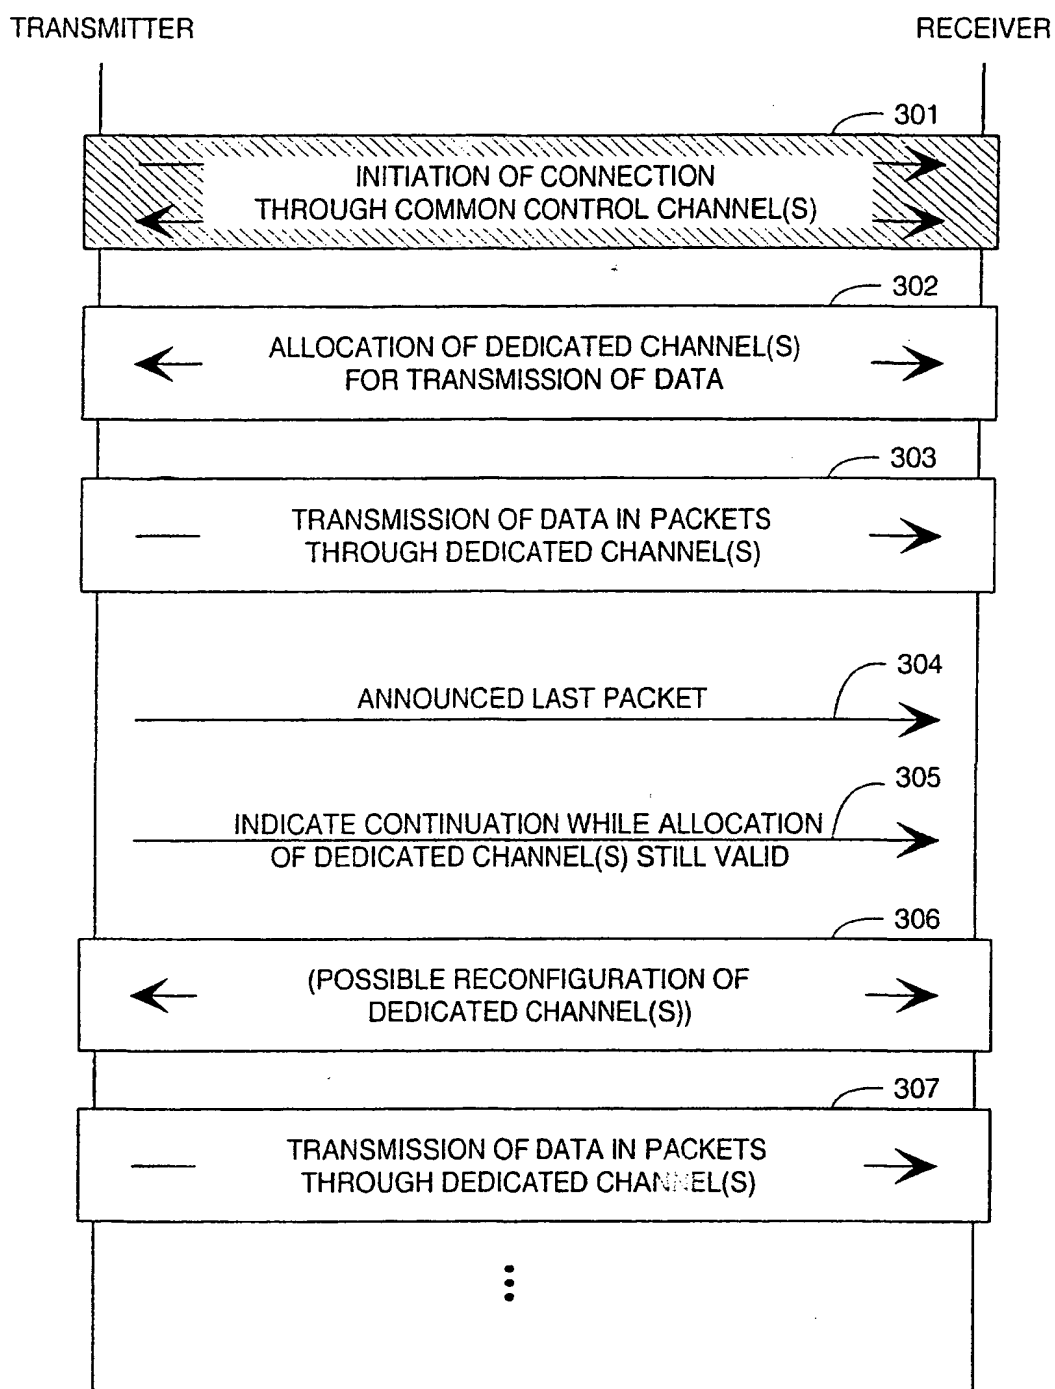 TRANSMITTER
RECEIVER
301
INITIATION OF CONNECTION
THROUGH COMMON CONTROL CHANNEL(S)
302
ALLOCATION OF DEDICATED CHANNEL(S)
FOR TRANSMISSION OF DATA
303
TRANSMISSION OF DATA IN PACKETS
THROUGH DEDICATED CHANNEL(S)
304
ANNOUNCED LAST PACKET
305
INDICATE CONTINUATION WHILE ALLOCATION
OF DEDICATED CHANNEL(S) STILL VALID
306
(POSSIBLE RECONFIGURATION OF
DEDICATED CHANNEL(S))
307
TRANSMISSION OF DATA IN PACKETS
THROUGH DEDICATED CHANNEL(S)